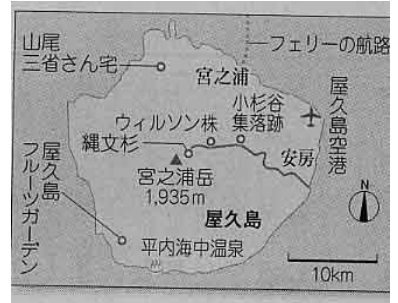 山尾
三省さん宅
フェリーの航路
宮之浦
小杉谷
集落跡
屋久島空港
ウィルソン株
縄文杉
安房
宮之浦岳
1,935m
屋久島
フルーツガーデン
屋久島
平内海中温泉
N
10km